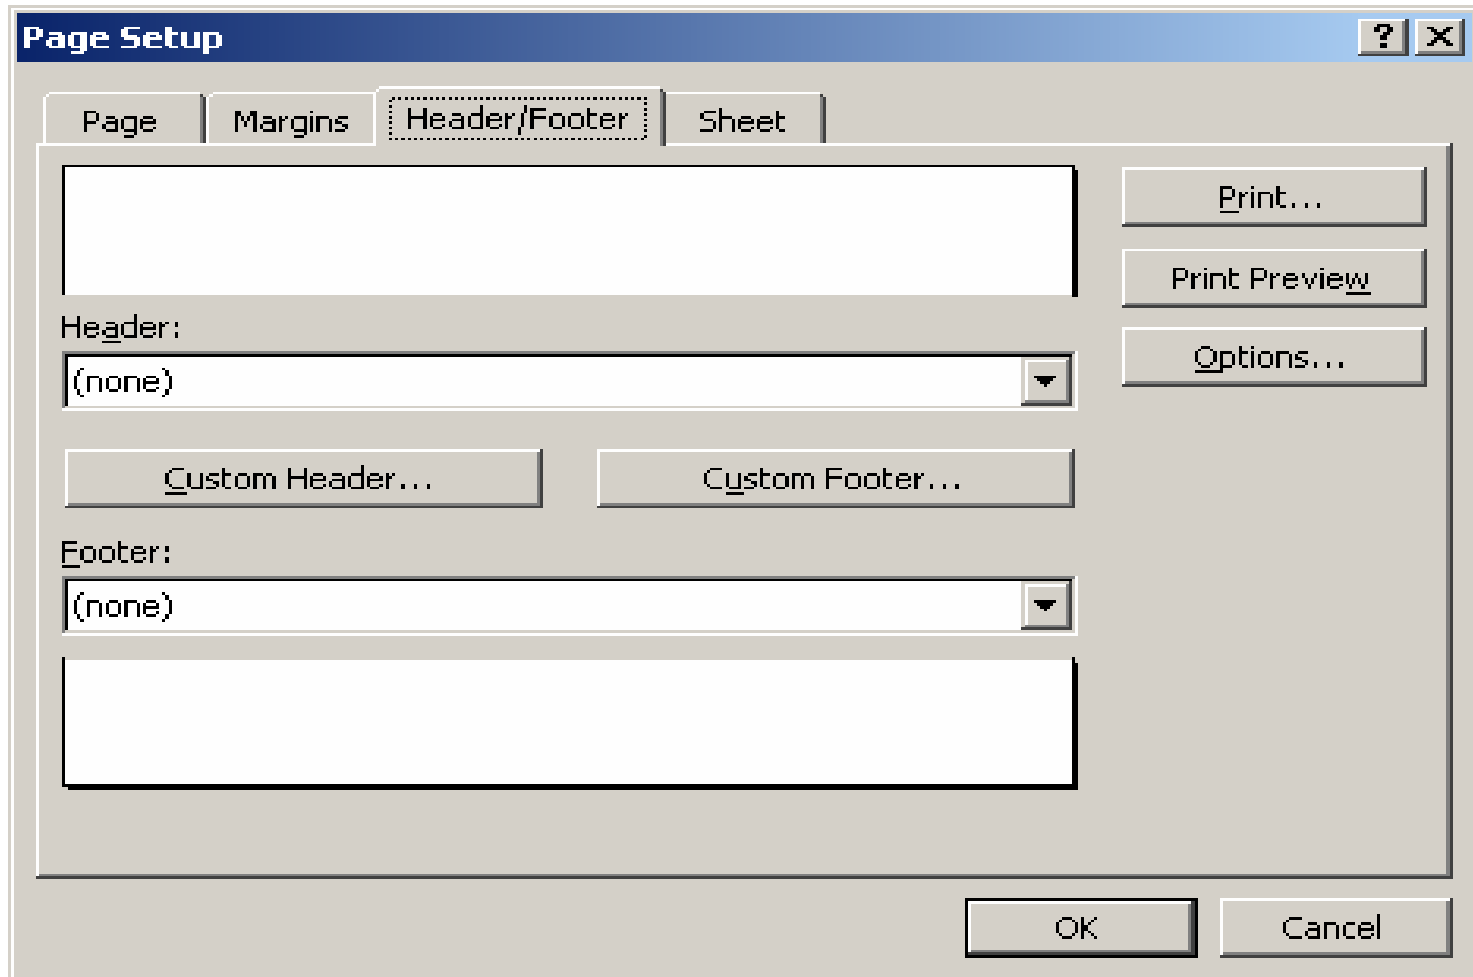 Page Setup
Page Margins Header/Footer Sheet
Print...
Print Preview
Header:
(none)
Options...
Custom Header... Custom Footer...
Footer:
(none)
OK Cancel